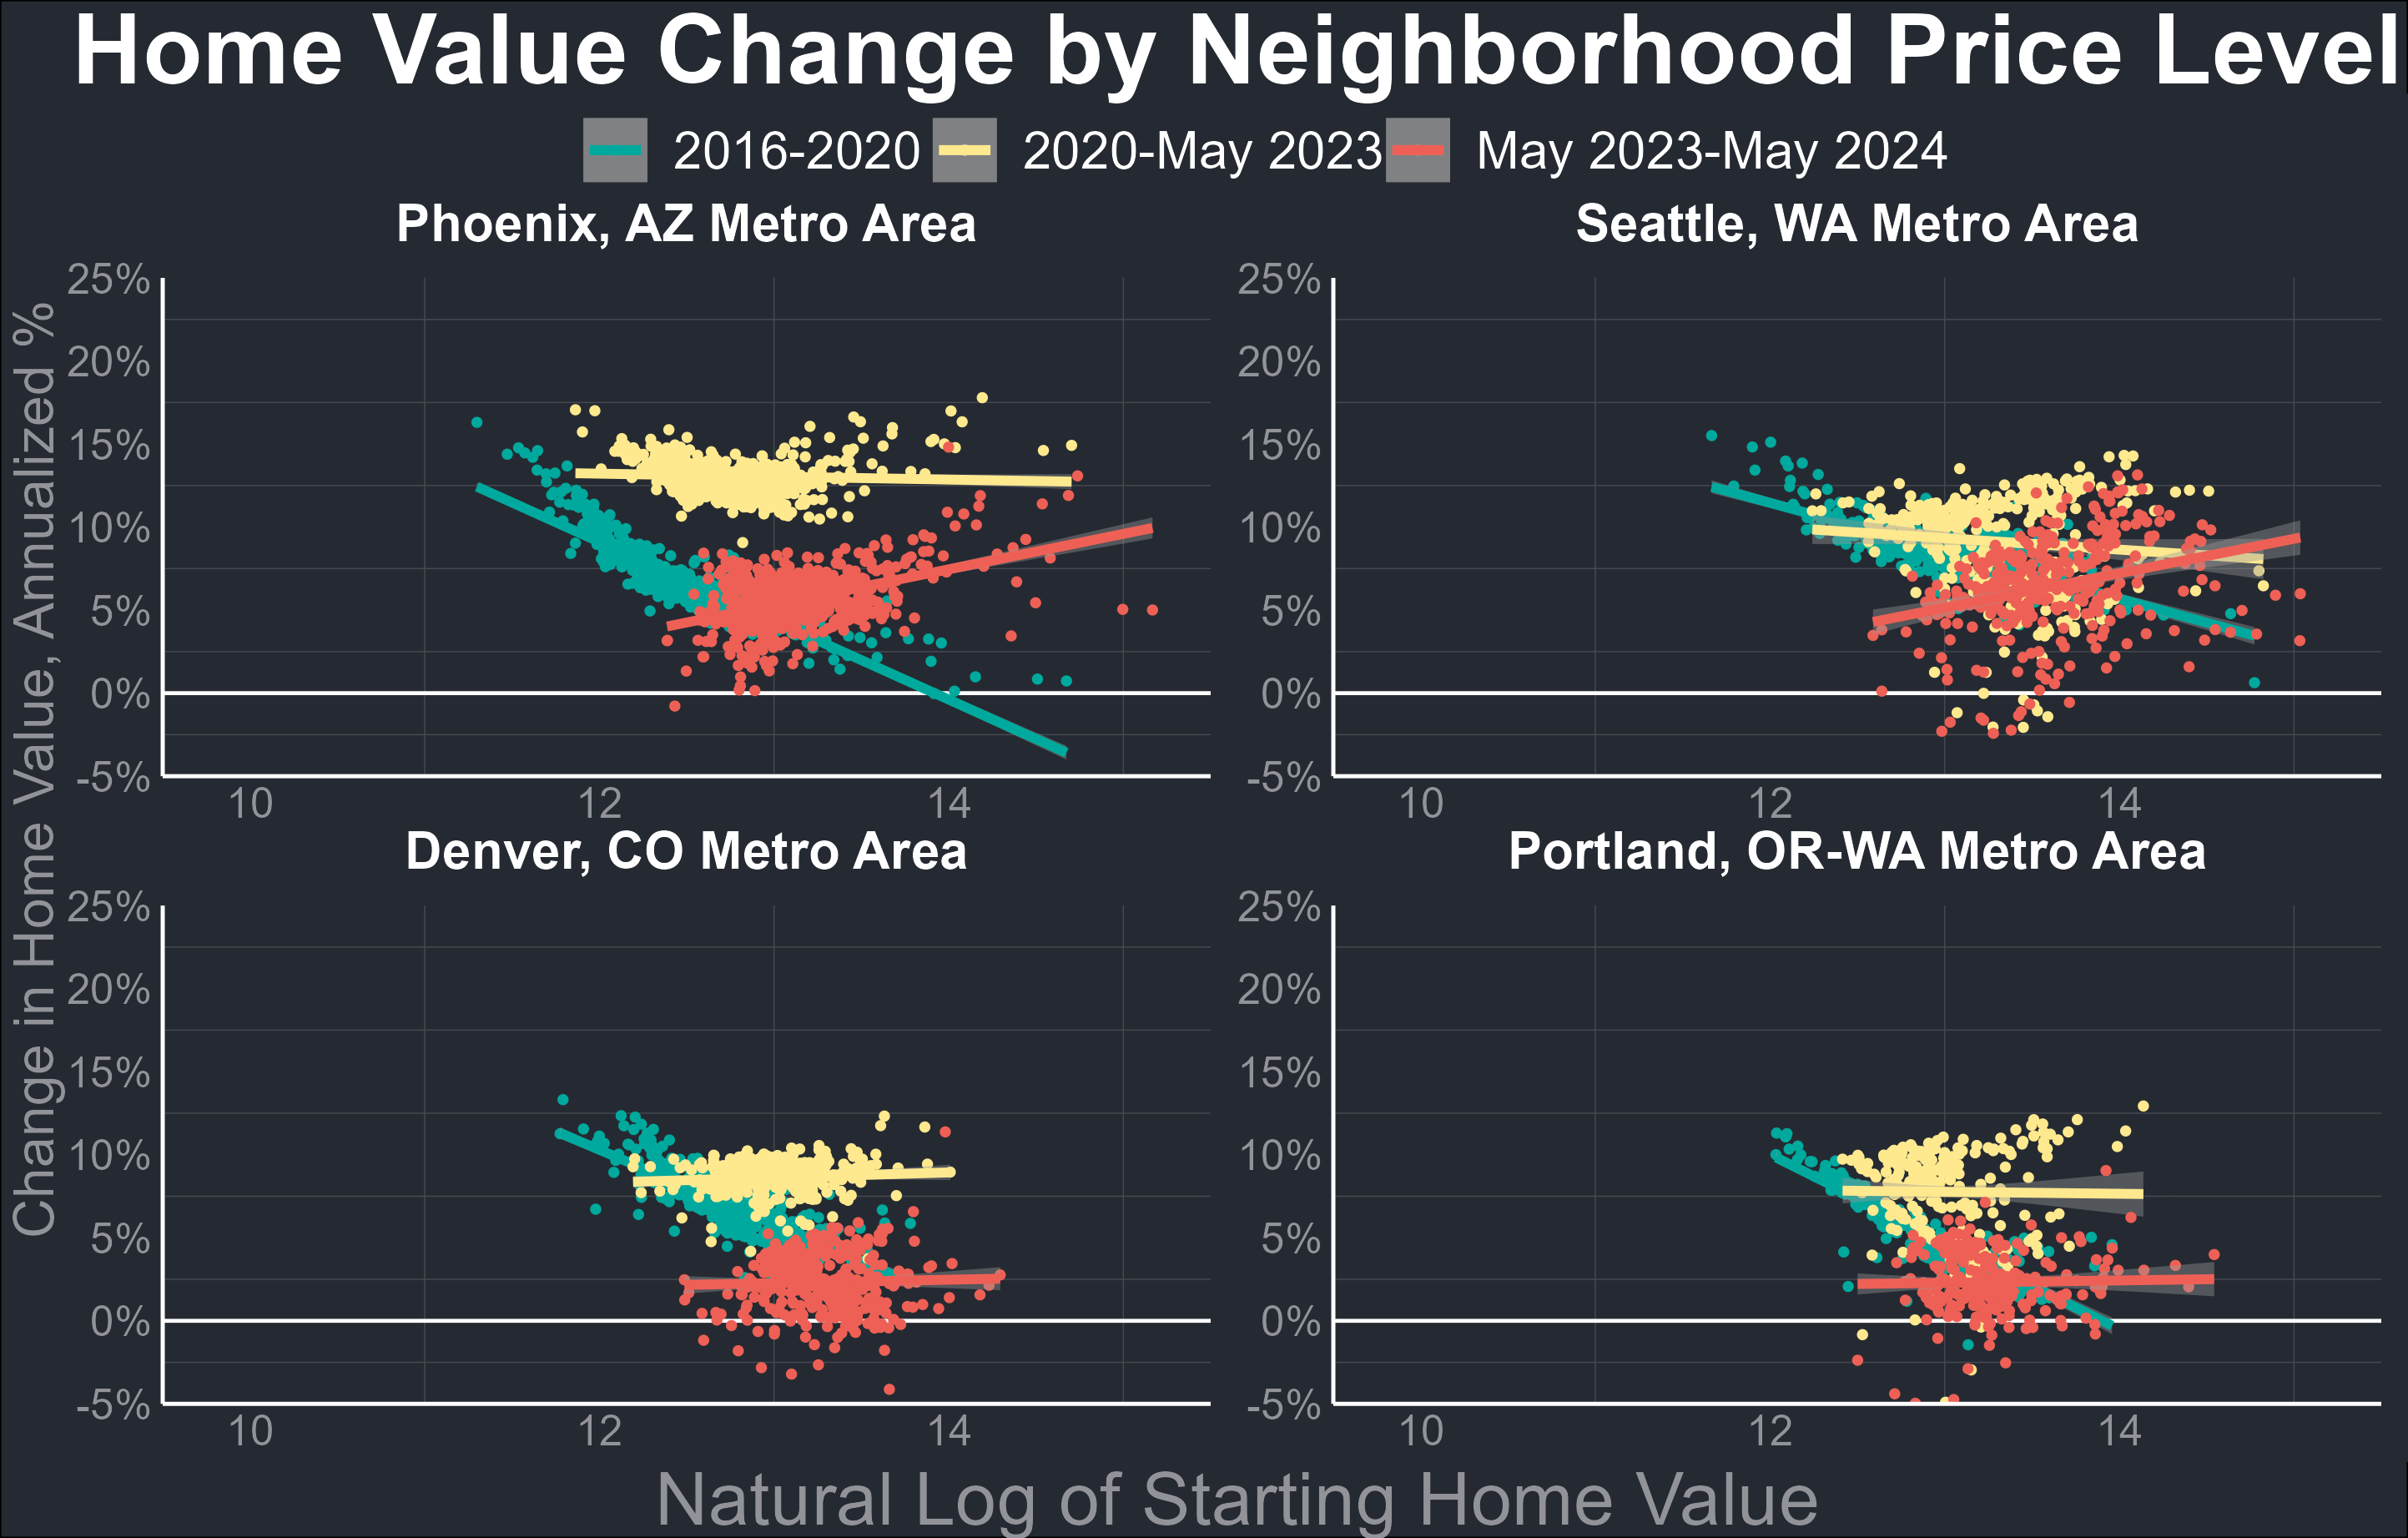 Home Value Change by Neighborhood Price Level
2016-2020 2020-May 2023 May 2023-May 2024
Change in Home Value, Annualized %
Phoenix, AZ Metro Area
25%
20%
15%
10%
5%
0%
-5%
10 12 14
Seattle, WA Metro Area
25%
20%
15%
10%
5%
0%
-5%
10 12 14
Denver, CO Metro Area
25%
20%
15%
10%
5%
0%
-5%
10 12 14
Portland, OR-WA Metro Area
25%
20%
15%
10%
5%
0%
-5%
10 12 14
Natural Log of Starting Home Value